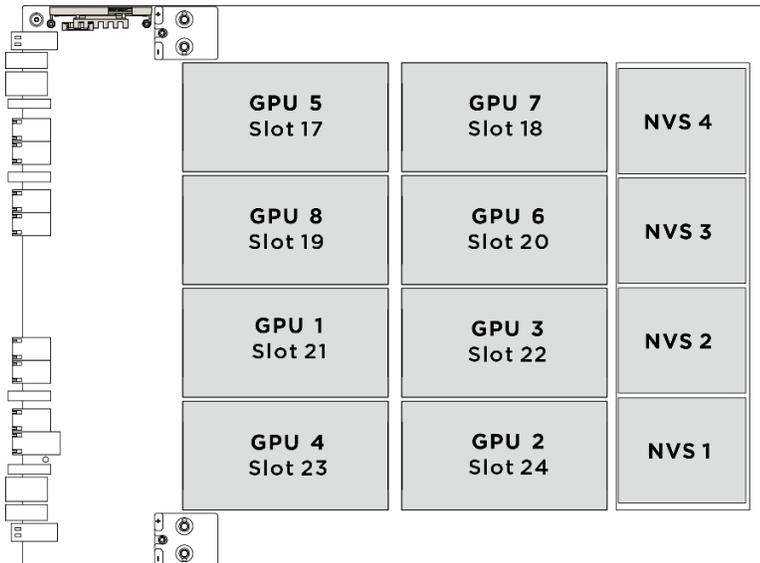 GPU 5
Slot 17
GPU 7
Slot 18
NVS 4
GPU 8
Slot 19
GPU 6
Slot 20
NVS 3
GPU 1
Slot 21
GPU 3
Slot 22
NVS 2
GPU 4
Slot 23
GPU 2
Slot 24
NVS 1